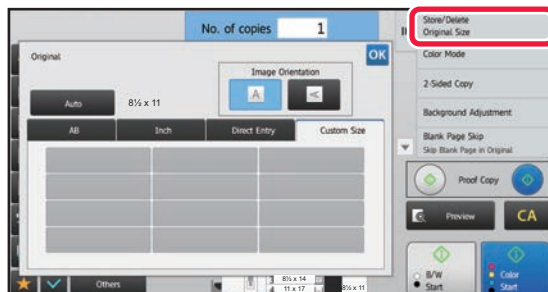 No. of copies 1
Store/Delete
Original Size
Original
OK
Color Mode
Image Orientation
A
A
2-Sided Copy
Auto
8½ x 11
Background Adjustment
AB
Inch
Direct Entry
Custom Size
Blank Page Skip
Skip Blank Page in Original
Proof Copy
Preview
CA
Others
8½ x 14
11 x 17
8½ x 11
B/W
Start
Color
Start